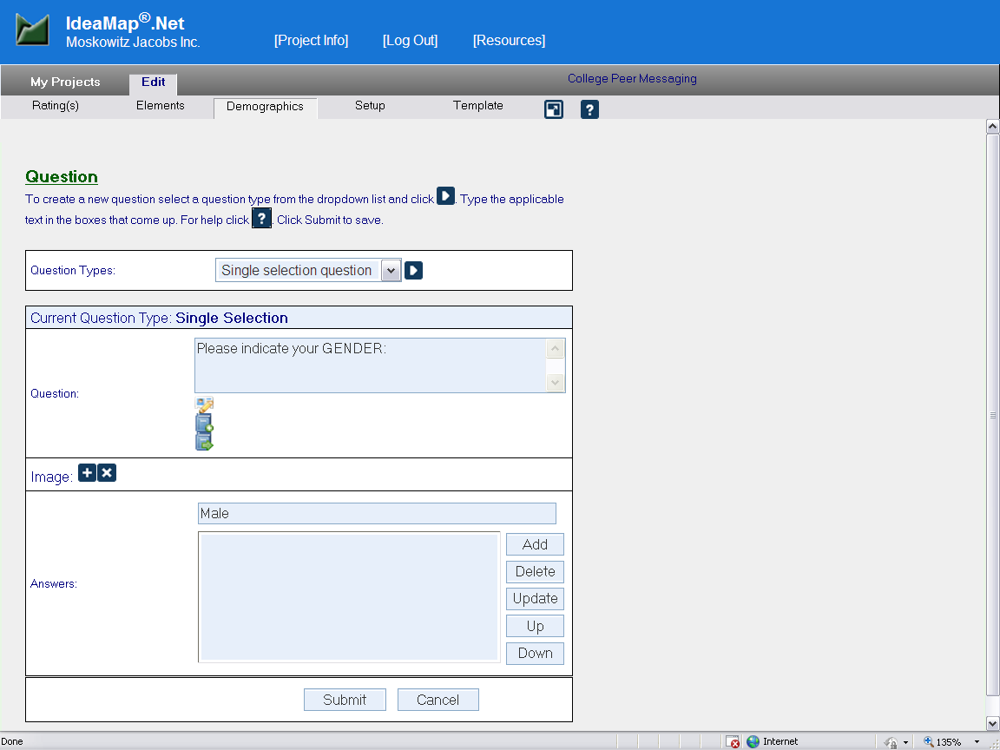 IdeaMap®.Net
Moskowitz Jacobs Inc.
[Project Info] [Log Out] [Resources]
My Projects Edit College Peer Messaging
Rating(s) Elements Demographics Setup Template ?
Question
To create a new question select a question type from the dropdown list and click . Type the applicable
text in the boxes that come up. For help click ? . Click Submit to save.
Question Types: Single selection question
Current Question Type: Single Selection
Please indicate your GENDER:
Question:
Image:
Male
Add
Delete
Answers:
Update
Up
Down
Submit Cancel
Done Internet 135%